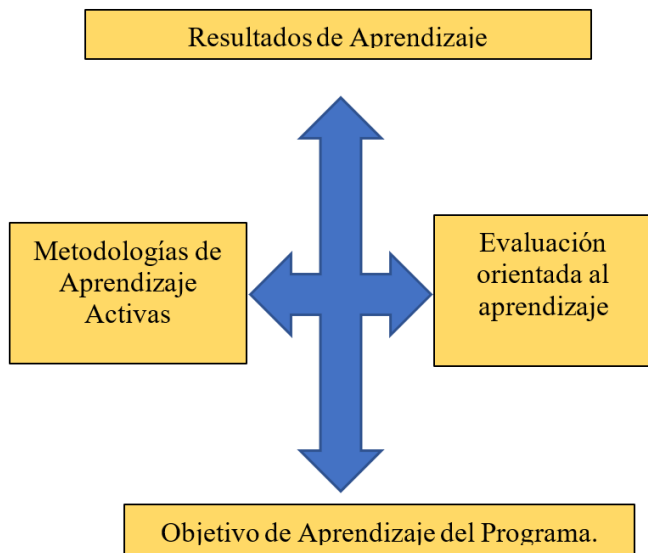 Resultados de Aprendizaje
Metodologías de
Aprendizaje
Activas
Evaluación
orientada al
aprendizaje
Objetivo de Aprendizaje del Programa.